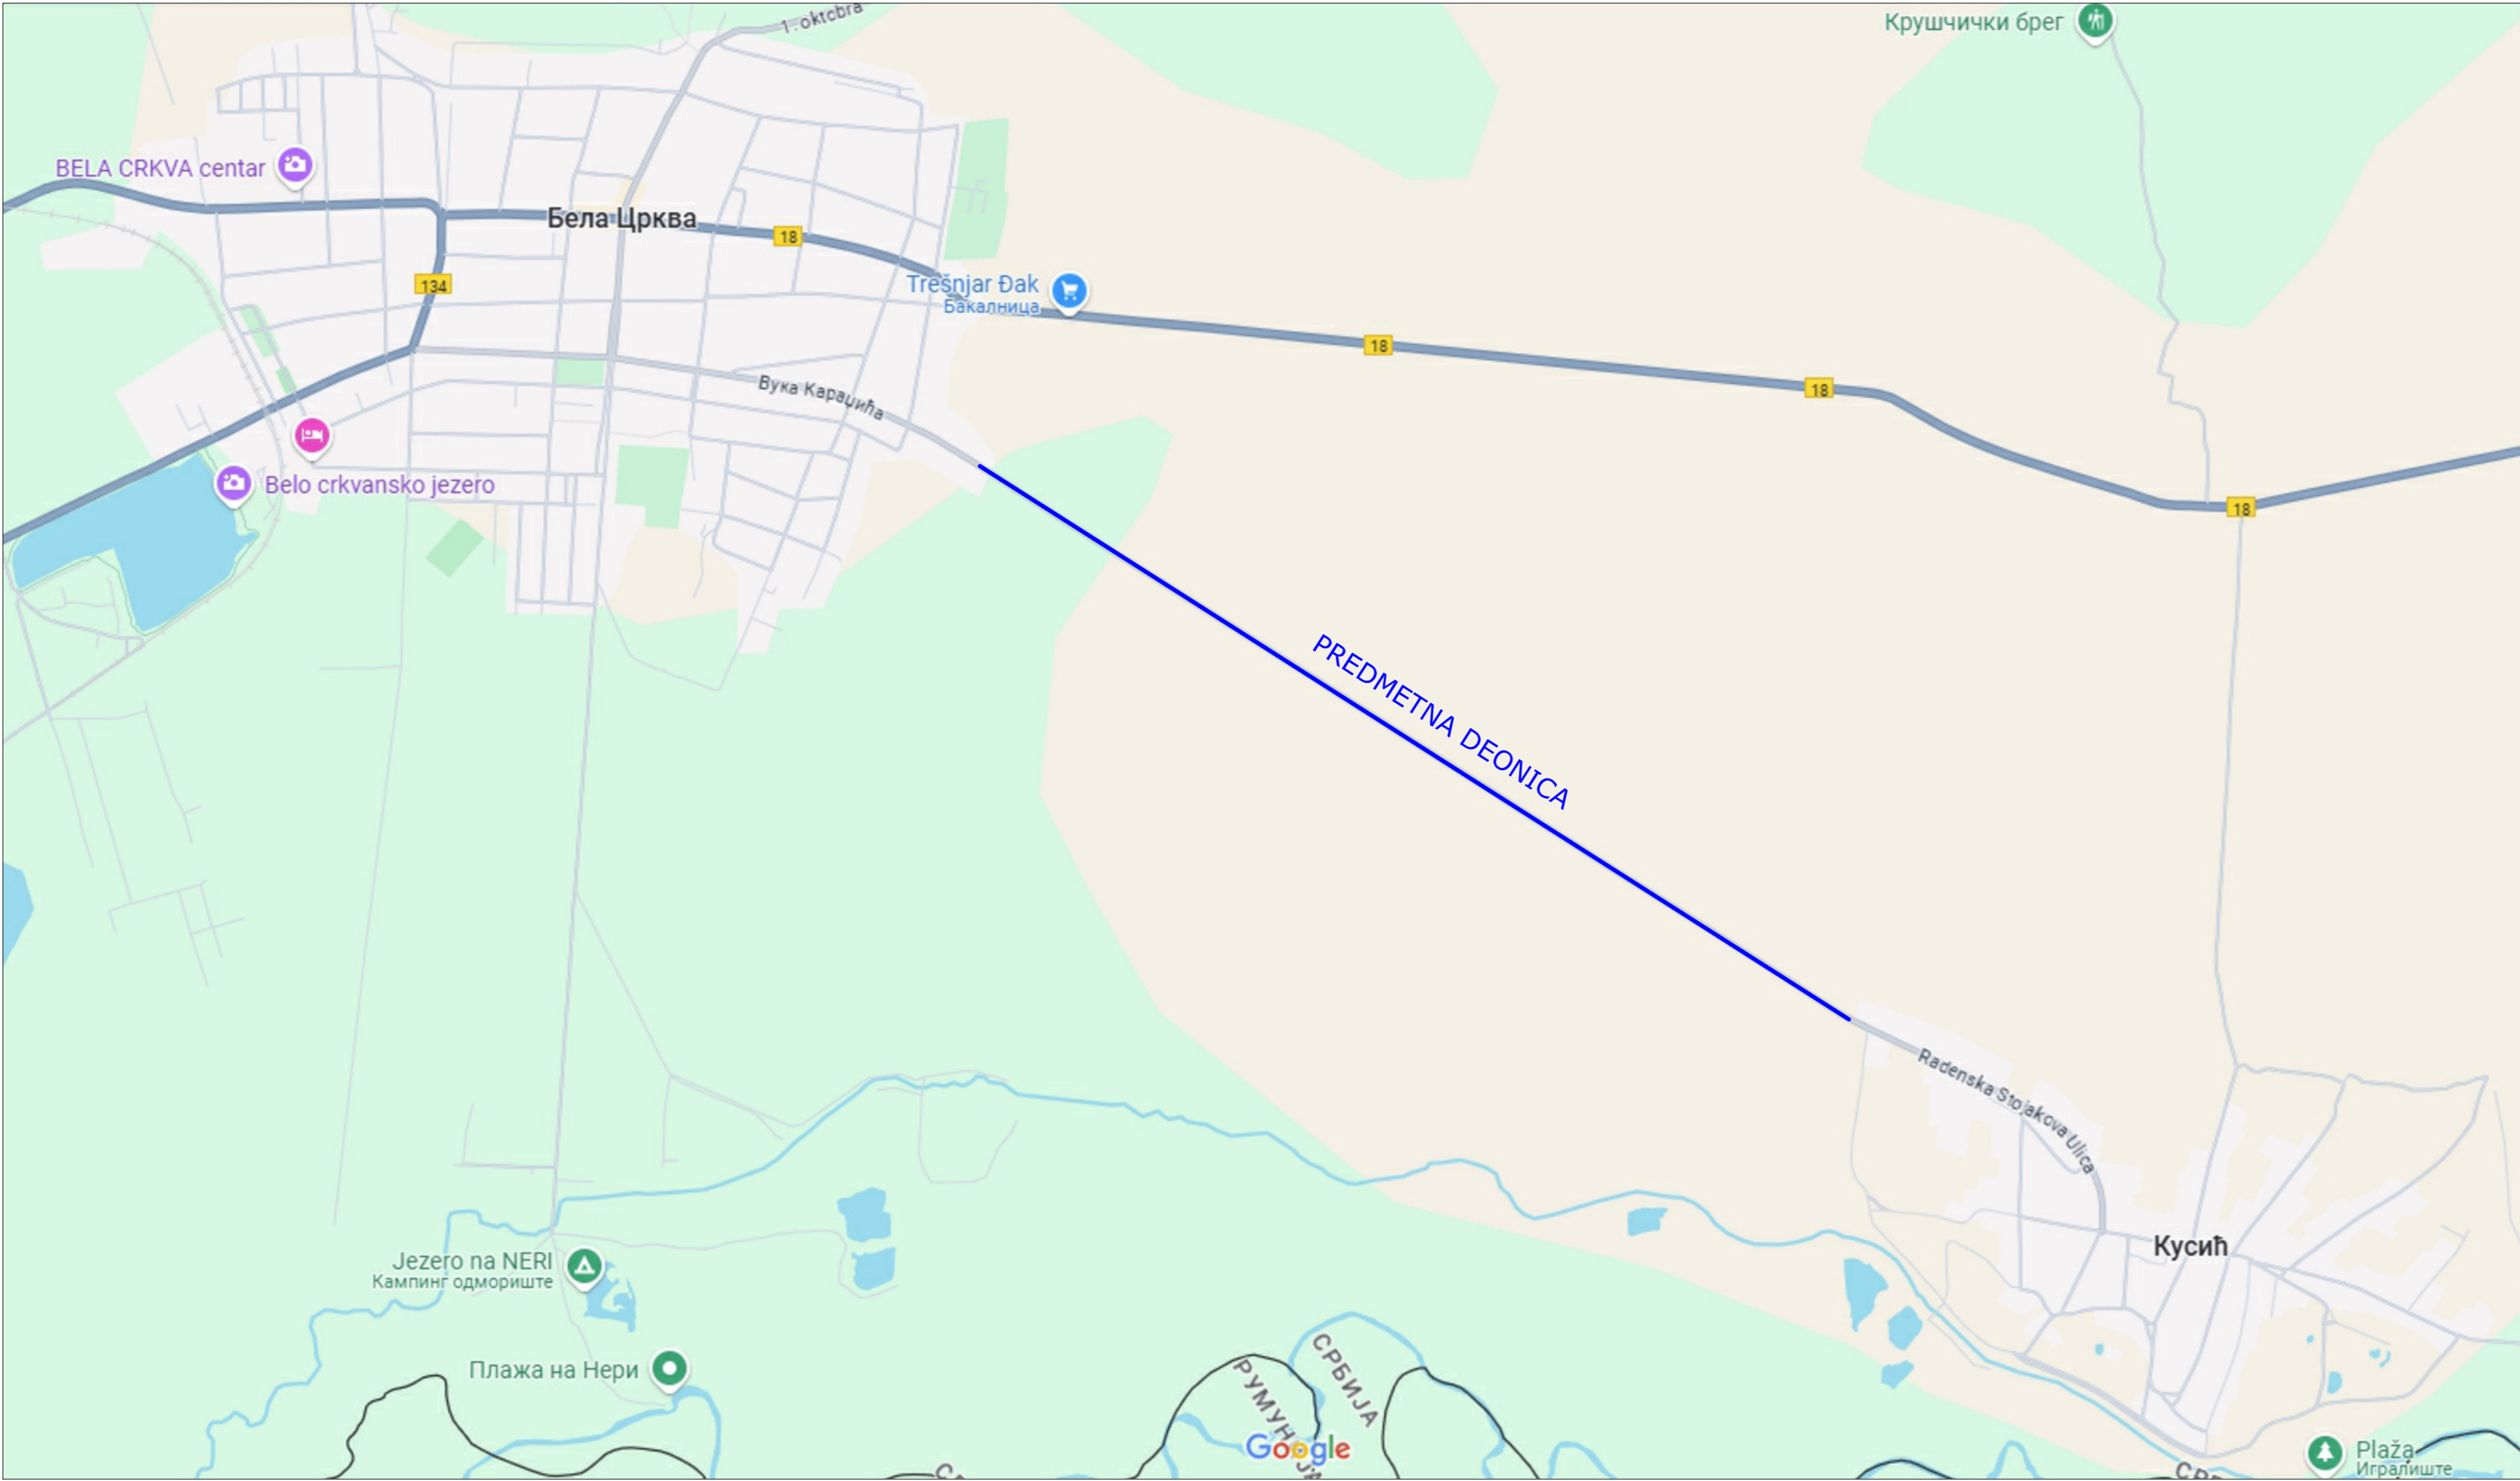 1. oktobra
Крушчички брег
BELA CRKVA centar
Бела Црква
18
134
Trešnjar Đak
Бакалница
18
18
Вука Караџића
Belo crkvansko jezero
18
PREDMETNA DEONICA
Radenska Stojakova Ulica
Кусић
Jezero na NERI
Кампинг одмориште
Плажа на Нери
СРБИЈА
Google
Plaža
Игралиште